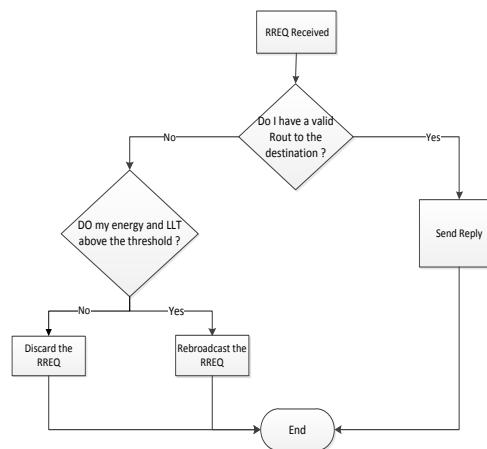 RREQ Received
Do I have a valid
Rout to the
destination ?
No
Yes
DO my energy and LLT
above the threshold ?
Send Reply
No
Yes
Discard the
RREQ
Rebroadcast the
RREQ
End